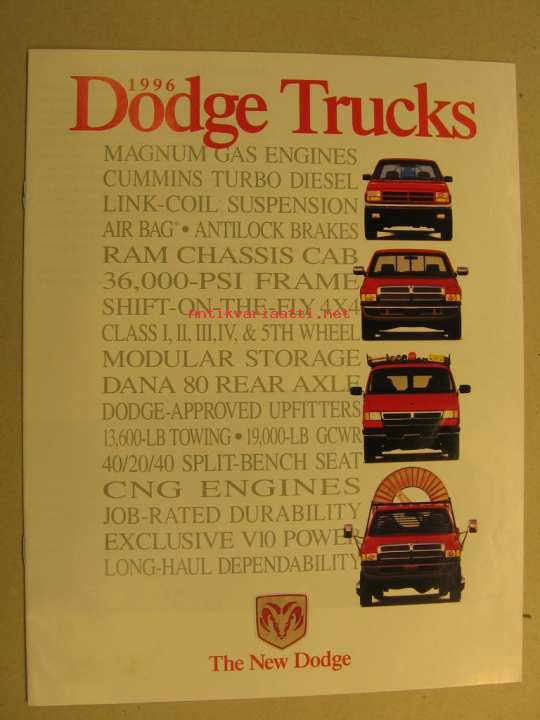 1996
Dodge Trucks
MAGNUM GAS ENGINES
CUMMINS TURBO DIESEL
LINK-COIL SUSPENSION
AIR BAG* • ANTILOCK BRAKES
RAM CHASSIS CAB
36,000-PSI FRAME
SHIFT-ON-THE-FLY 4X4
antikvariaatti.net
CLASS I, II, III, IV, & 5TH WHEEL
MODULAR STORAGE
DANA 80 REAR AXLE
DODGE-APPROVED UPFITTERS
13,600-LB TOWING • 19,000-LB GCWR
40/20/40 SPLIT-BENCH SEAT
CNG ENGINES
JOB-RATED DURABILITY
EXCLUSIVE V10 POWER
LONG-HAUL DEPENDABILITY
The New Dodge